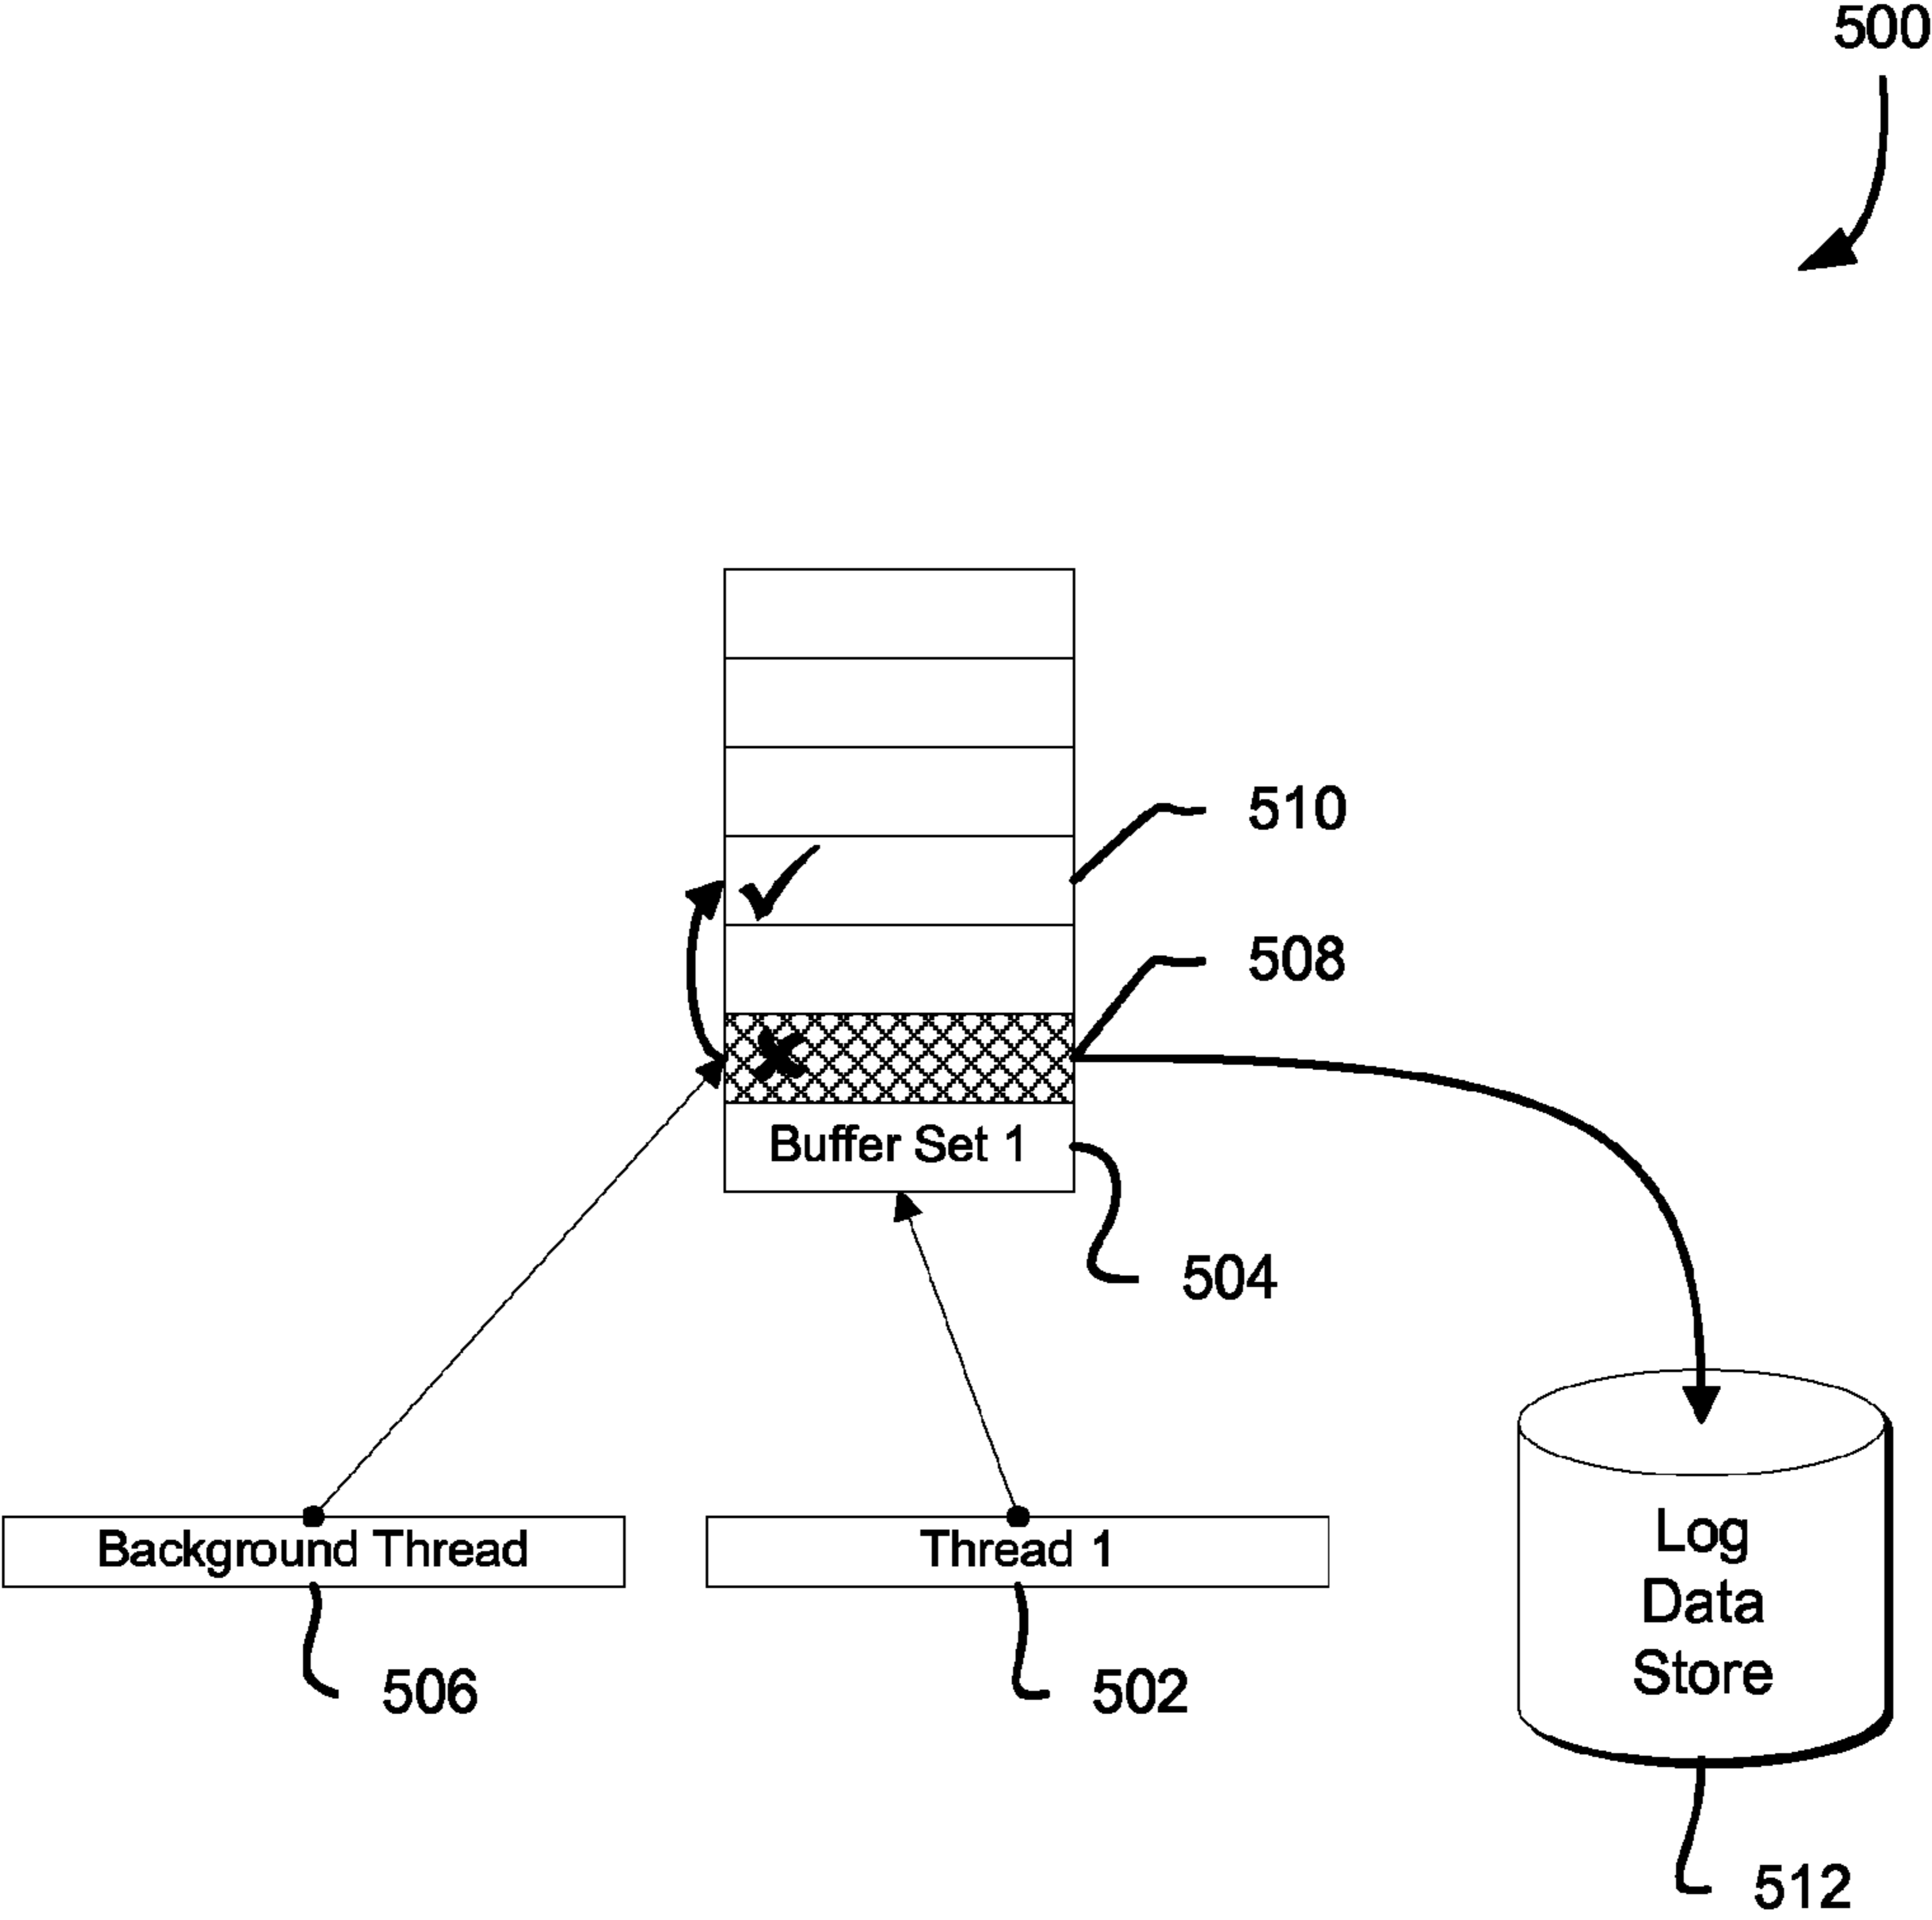 500
510
508
Buffer Set 1
504
Background Thread
Thread 1
Log
Data
Store
506
502
512